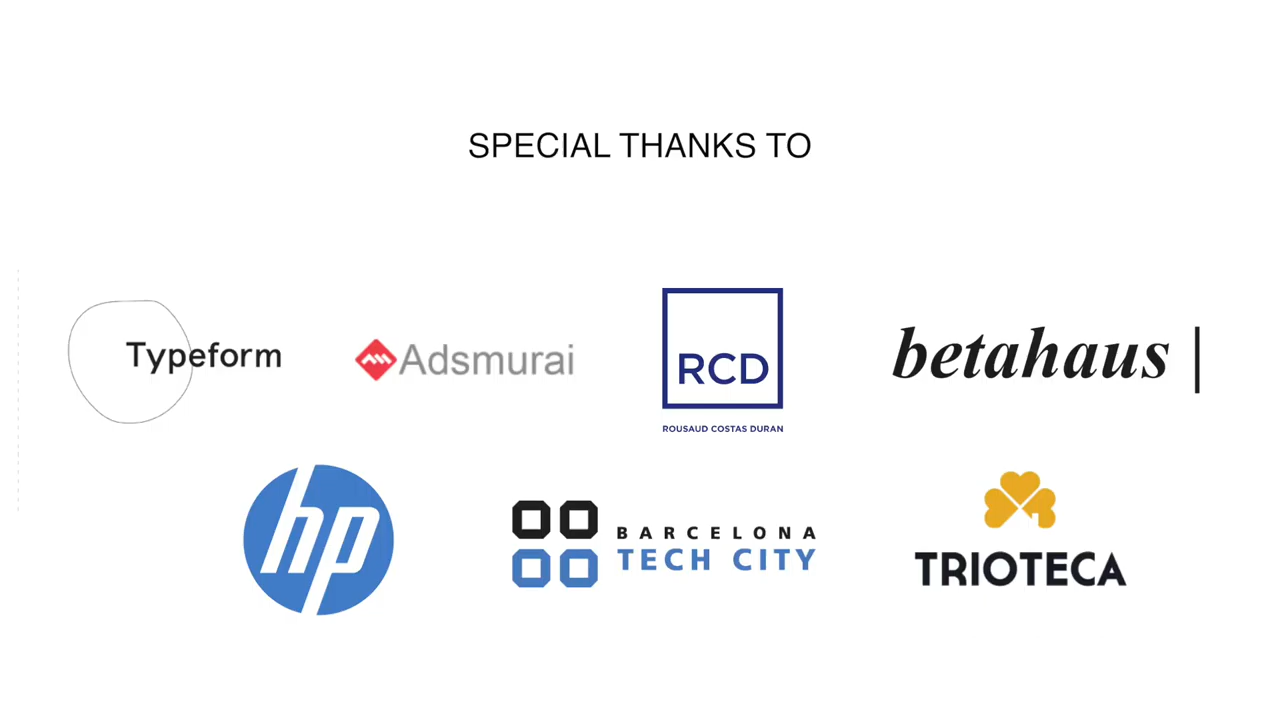 SPECIAL THANKS TO
Typeform
Adsmurai
RCD
ROUSAUD COSTAS DURAN
betahaus |
hp
BARCELONA
TECH CITY
TRIOTECA